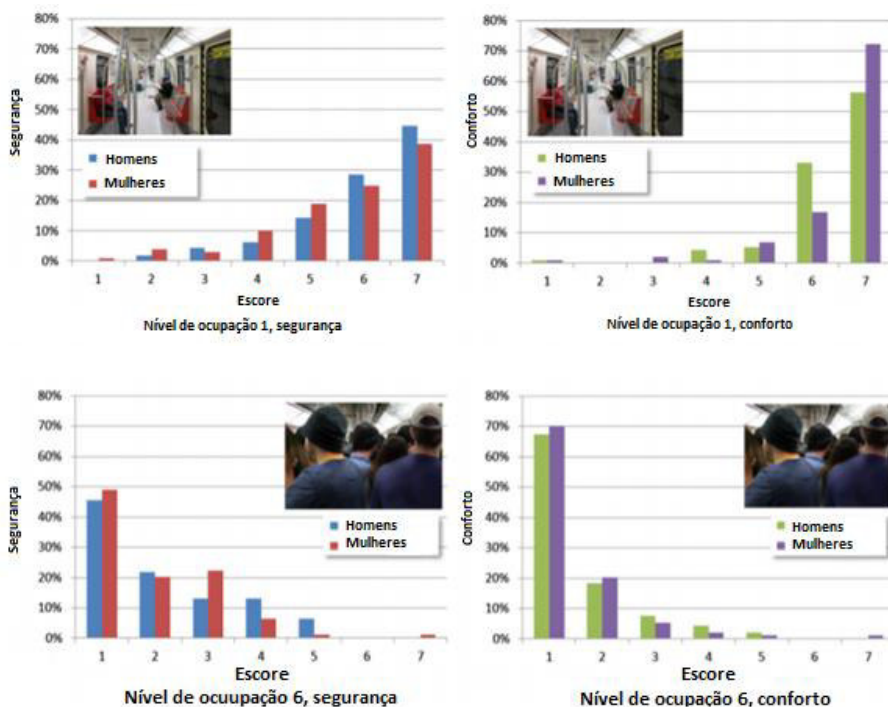 80%
70%
60%
50%
40%
30%
20%
10%
0%
Segurança
Homens
Mulheres
1 2 3 4 5 6 7
Escore
Nível de ocupação 1, segurança
80%
70%
60%
50%
40%
30%
20%
10%
0%
Conforto
Homens
Mulheres
1 2 3 4 5 6 7
Escore
Nível de ocupação 1, conforto
80%
70%
60%
50%
40%
30%
20%
10%
0%
Segurança
Homens
Mulheres
1 2 3 4 5 6 7
Escore
Nível de ocuupação 6, segurança
80%
70%
60%
50%
40%
30%
20%
10%
0%
Conforto
Homens
Mulheres
1 2 3 4 5 6 7
Escore
Nível de ocupação 6, conforto